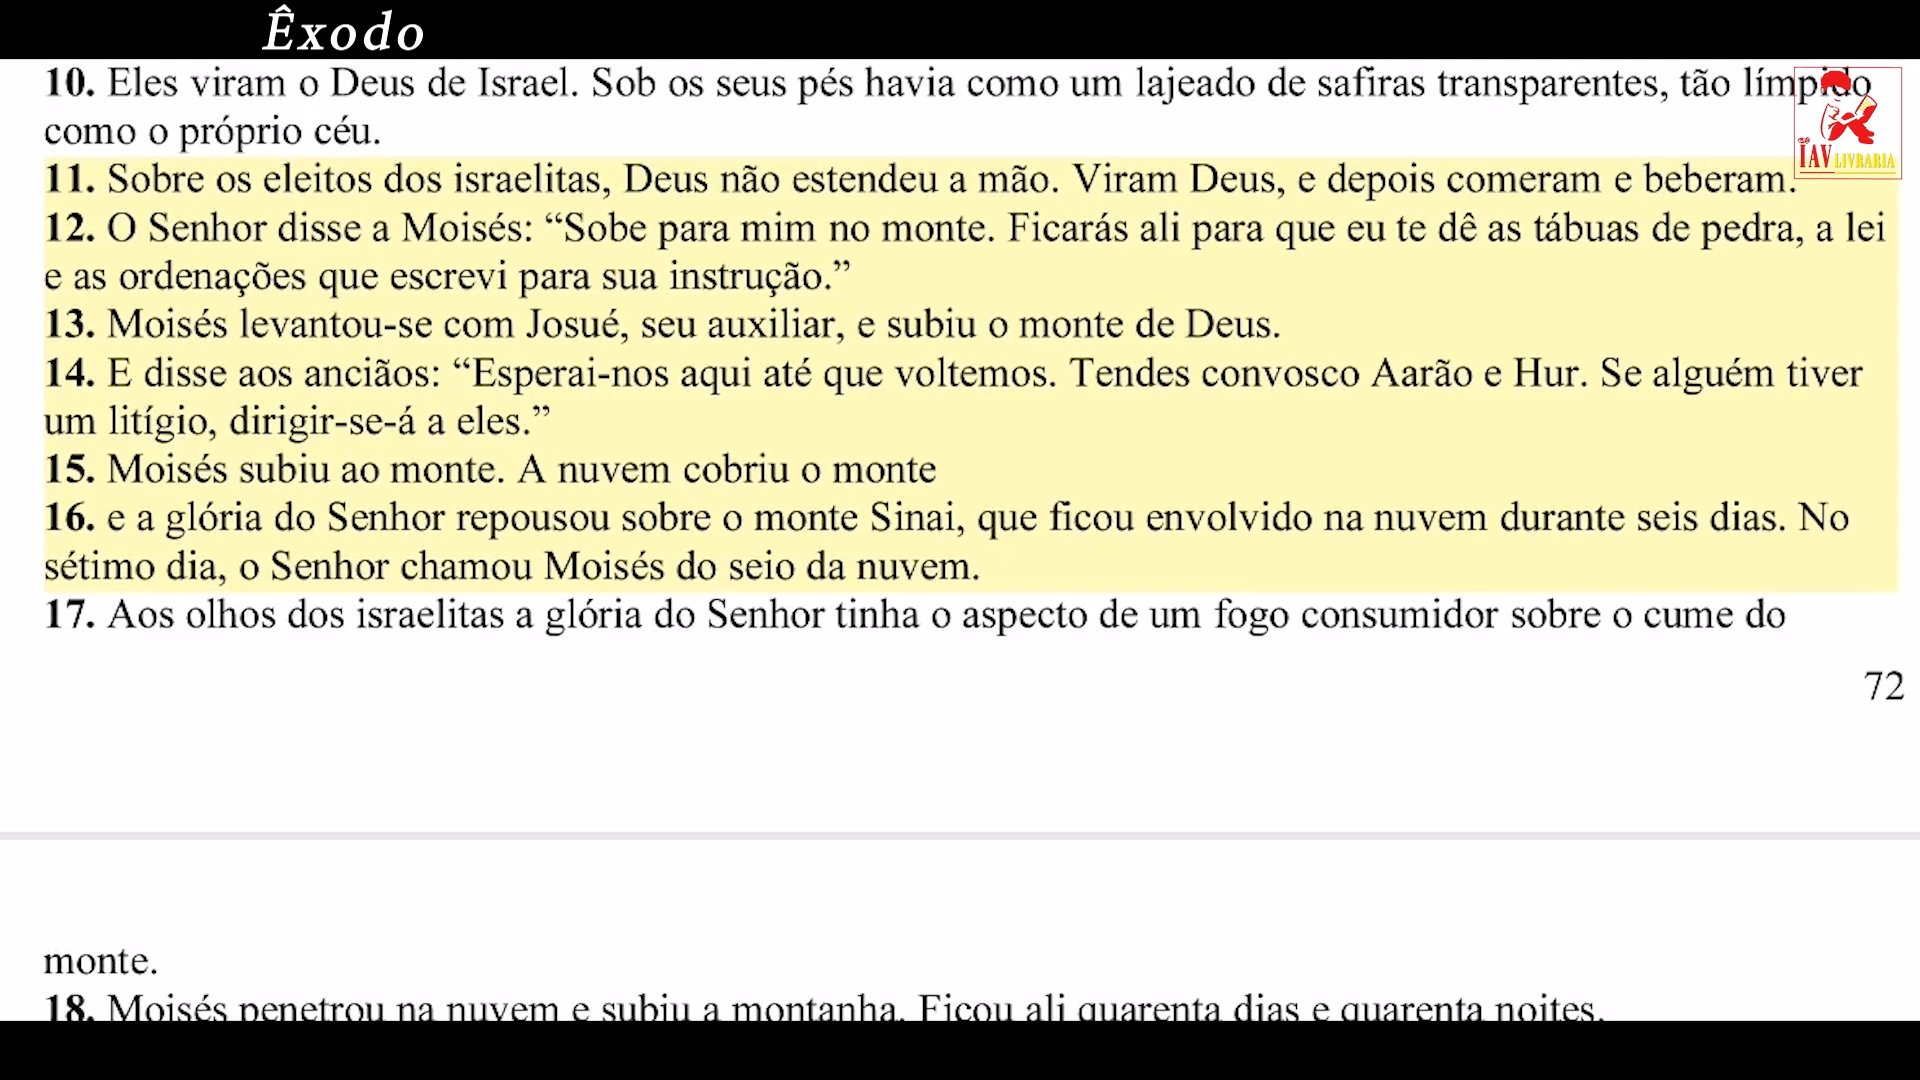 Êxodo
10. Eles viram o Deus de Israel. Sob os seus pés havia como um lajeado de safiras transparentes, tão límpido
como o próprio céu.
11. Sobre os eleitos dos israelitas, Deus não estendeu a mão. Viram Deus, e depois comeram e beberam.
IAV LIVRARIA
12. O Senhor disse a Moisés: “Sobe para mim no monte. Ficarás ali para que eu te dê as tábuas de pedra, a lei
e as ordenações que escrevi para sua instrução.”
13. Moisés levantou-se com Josué, seu auxiliar, e subiu o monte de Deus.
14. E disse aos anciãos: “Esperai-nos aqui até que voltemos. Tendes convosco Aarão e Hur. Se alguém tiver
um litígio, dirigir-se-á a eles.”
15. Moisés subiu ao monte. A nuvem cobriu o monte
16. e a glória do Senhor repousou sobre o monte Sinai, que ficou envolvido na nuvem durante seis dias. No
sétimo dia, o Senhor chamou Moisés do seio da nuvem.
17. Aos olhos dos israelitas a glória do Senhor tinha o aspecto de um fogo consumidor sobre o cume do
72
monte.
18. Moisés penetrou na nuvem e subiu a montanha. Ficou ali quarenta dias e quarenta noites.